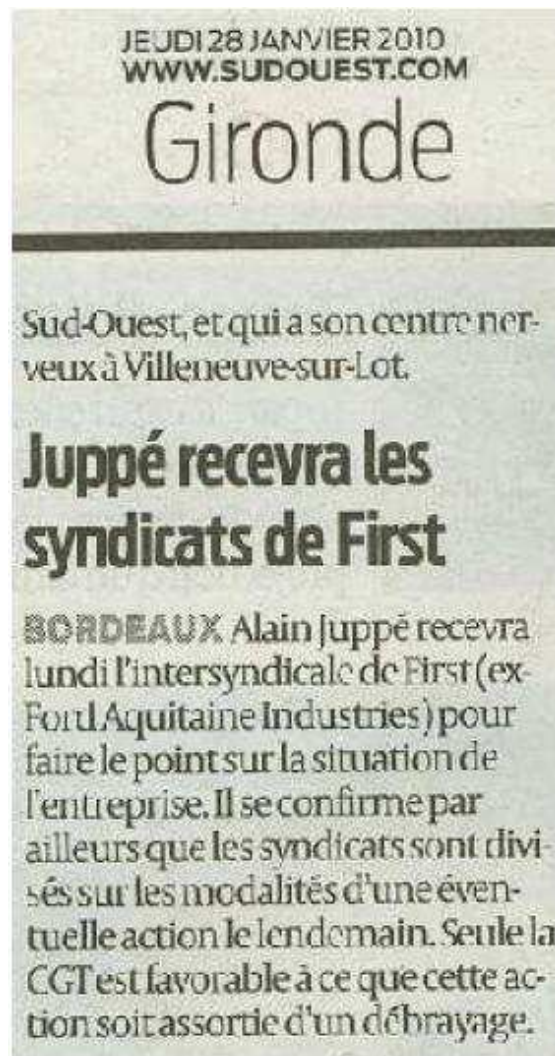 JEUDI 28 JANVIER 2010
WWW.SUDOUEST.COM
Gironde
Sud-Ouest, et qui a son centre ner-
veux à Villeneuve-sur-Lot.
Juppé recevra les
syndicats de First
BORDEAUX Alain Juppé recevra
lundi l'intersyndicale de First (ex-
Ford Aquitaine Industries) pour
faire le point sur la situation de
l'entreprise. Il se confirme par
ailleurs que les syndicats sont divi-
sés sur les modalités d'une éven-
tuelle action le lendemain. Seule la
CGT est favorable à ce que cette ac-
tion soit assortie d'un débrayage.